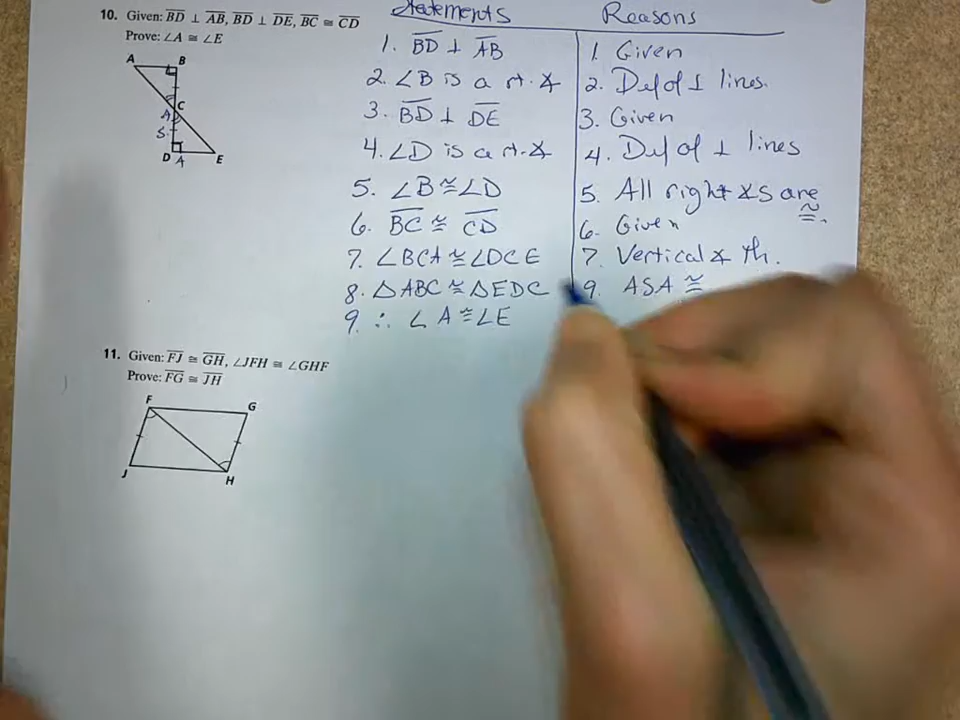 10. Given: BD ⊥ AB, BD ⊥ DE, BC ≅ CD
Prove: ∠A ≅ ∠E
A B
C
A
S
D A E
Statements Reasons
1. BD ⊥ AB 1. Given
2. ∠B is a rt. ∡ 2. Def of ⊥ lines.
3. BD ⊥ DE 3. Given
4. ∠D is a rt. ∡ 4. Def of ⊥ lines
5. ∠B ≅ ∠D 5. All right ∡s are ≅.
6. BC ≅ CD 6. Given
7. ∠BCA ≅ ∠DCE 7. Vertical ∡ th.
8. △ABC ≅ △EDC 9. ASA ≅
9. ∴ ∠A ≅ ∠E
11. Given: FJ ≅ GH, ∠JFH ≅ ∠GHF
Prove: FG ≅ JH
F G
J H